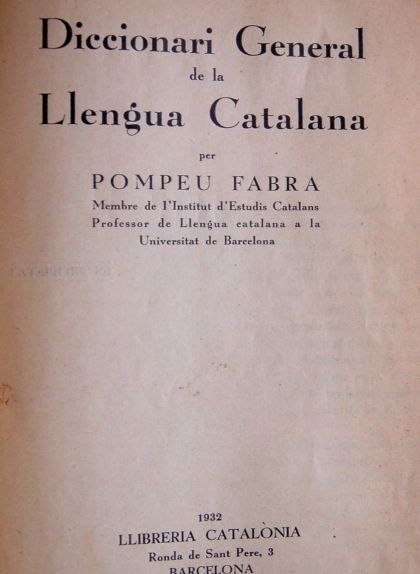 Diccionari General
de la
Llengua Catalana
per
POMPEU FABRA
Membre de l'Institut d'Estudis Catalans
Professor de Llengua catalana a la
Universitat de Barcelona
1932
LLIBRERIA CATALÒNIA
Ronda de Sant Pere, 3
BARCELONA